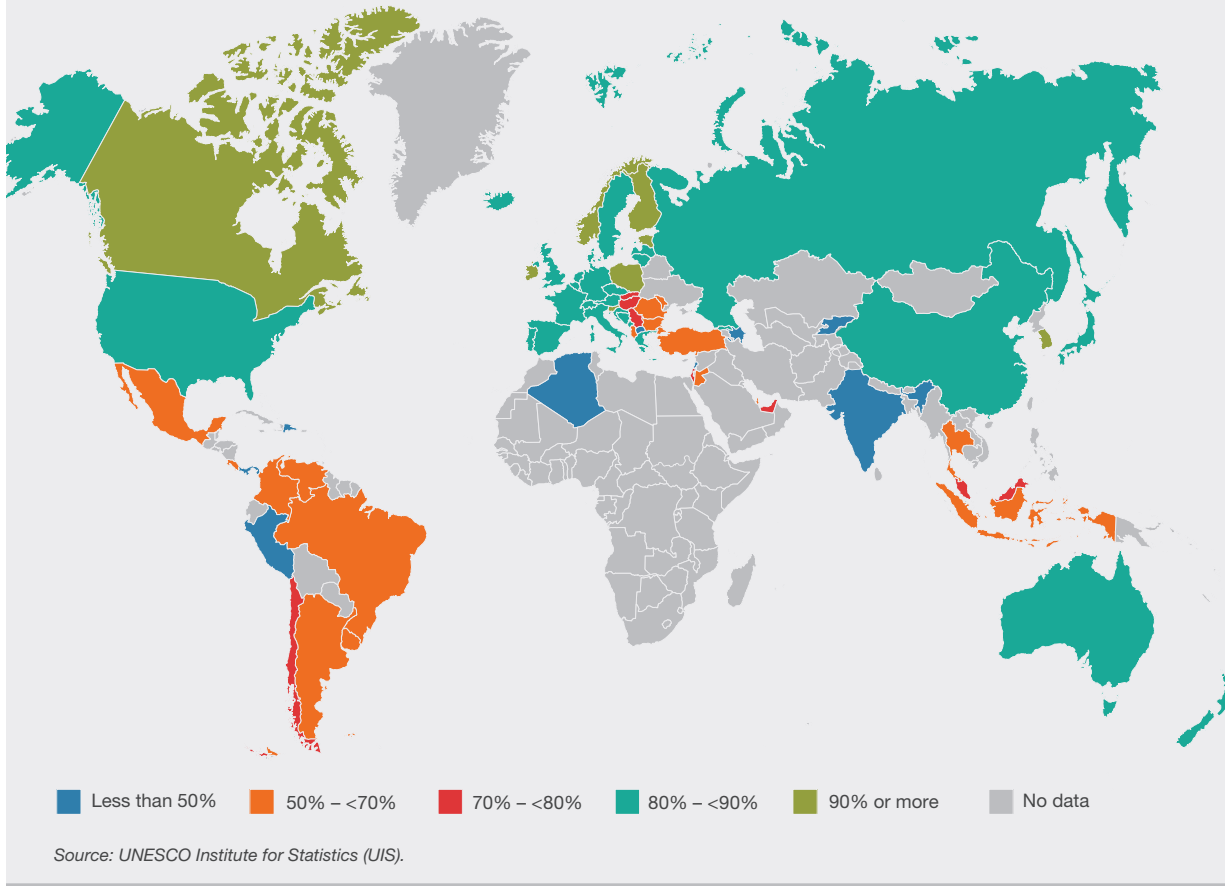 Less than 50%
50% – <70%
70% – <80%
80% – <90%
90% or more
No data
Source: UNESCO Institute for Statistics (UIS).